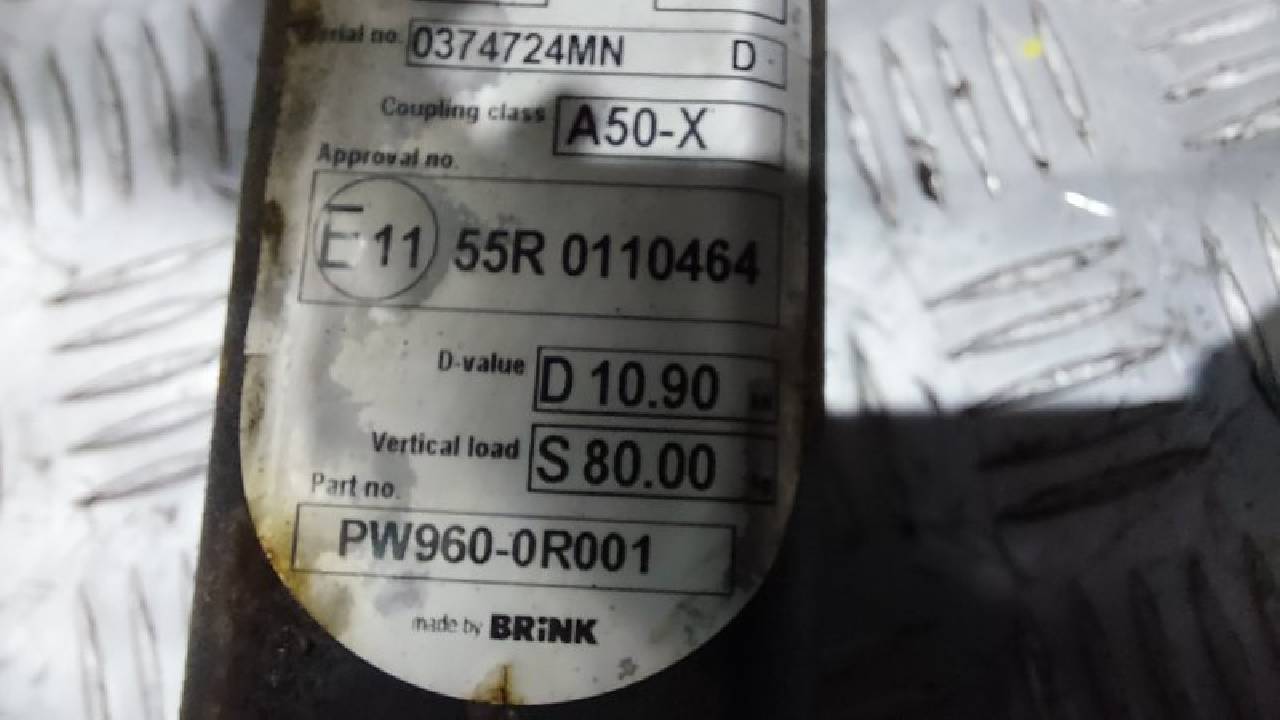 Serial no. 0374724MN D
Coupling class A50-X
Approval no.
E 11 55R 0110464
D-value D 10.90
Vertical load S 80.00
Part no.
PW960-0R001
made by BRiNK